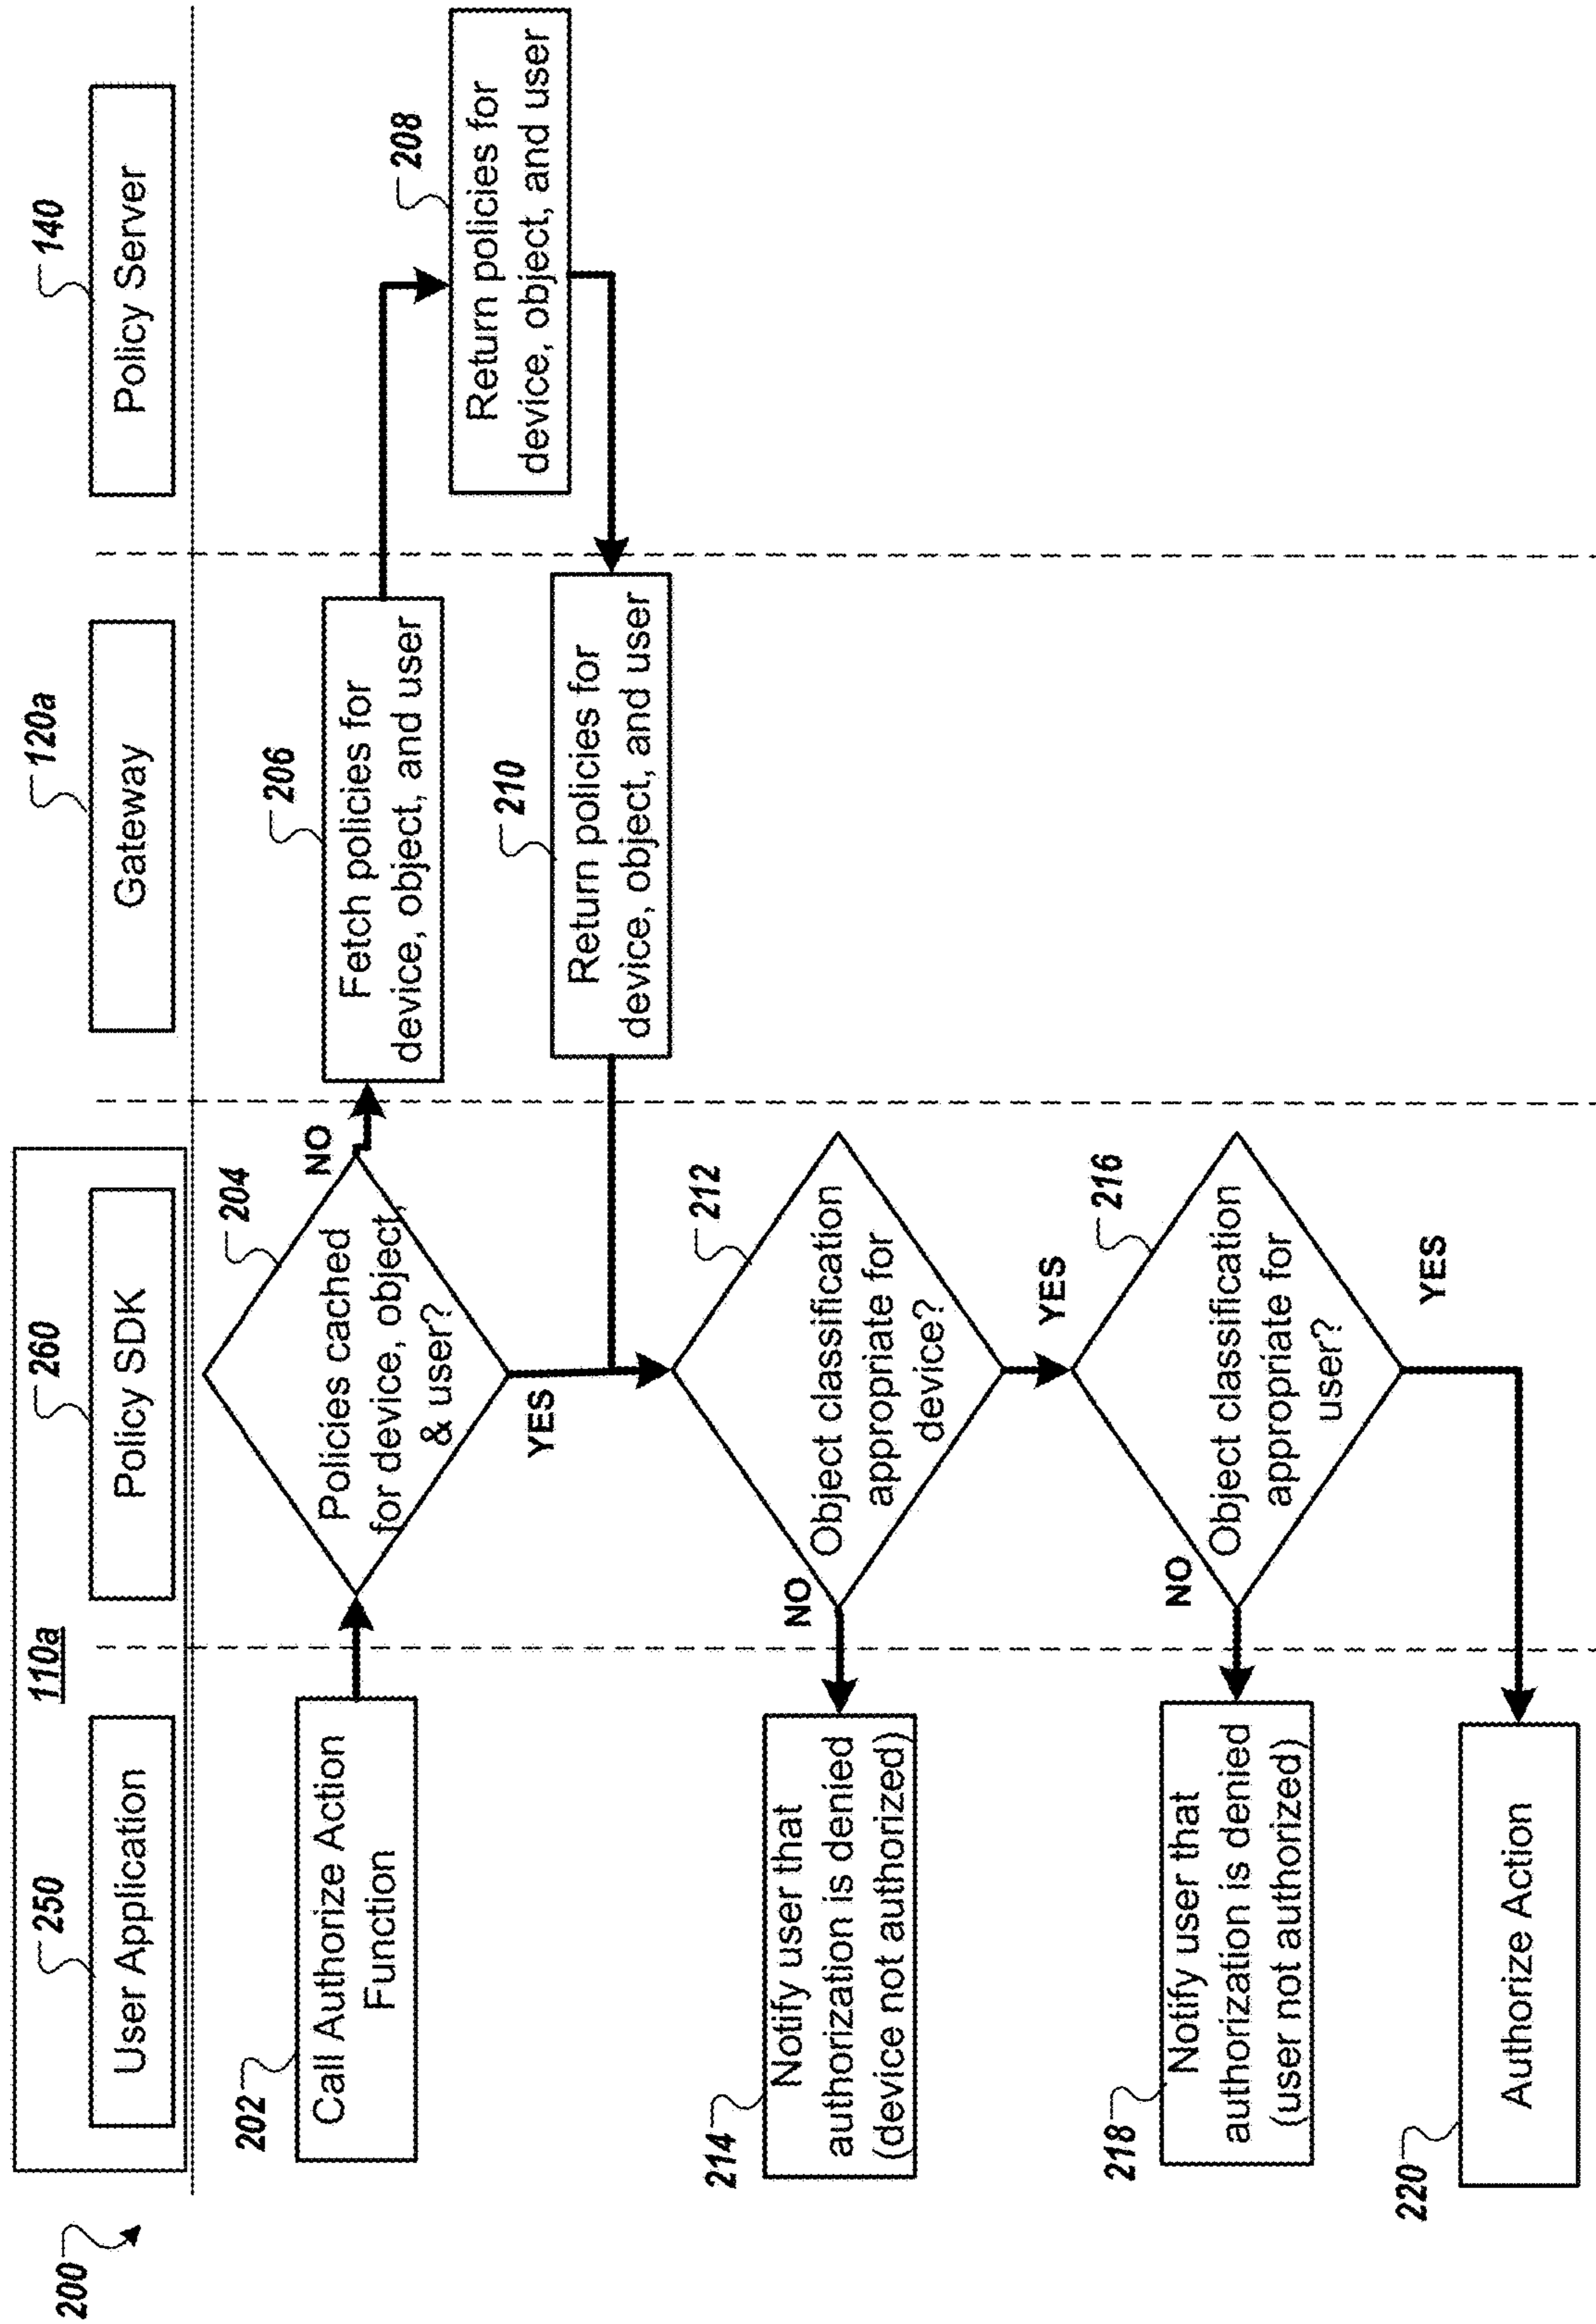 200
110a
250
User Application
260
Policy SDK
120a
Gateway
140
Policy Server
202
Call Authorize Action
Function
204
Policies cached
for device, object,
& user?
NO
YES
206
Fetch policies for
device, object, and user
208
Return policies for
device, object, and user
210
Return policies for
device, object, and user
212
Object classification
appropriate for
device?
NO
YES
214
Notify user that
authorization is denied
(device not authorized)
216
Object classification
appropriate for
user?
NO
YES
218
Notify user that
authorization is denied
(user not authorized)
220
Authorize Action